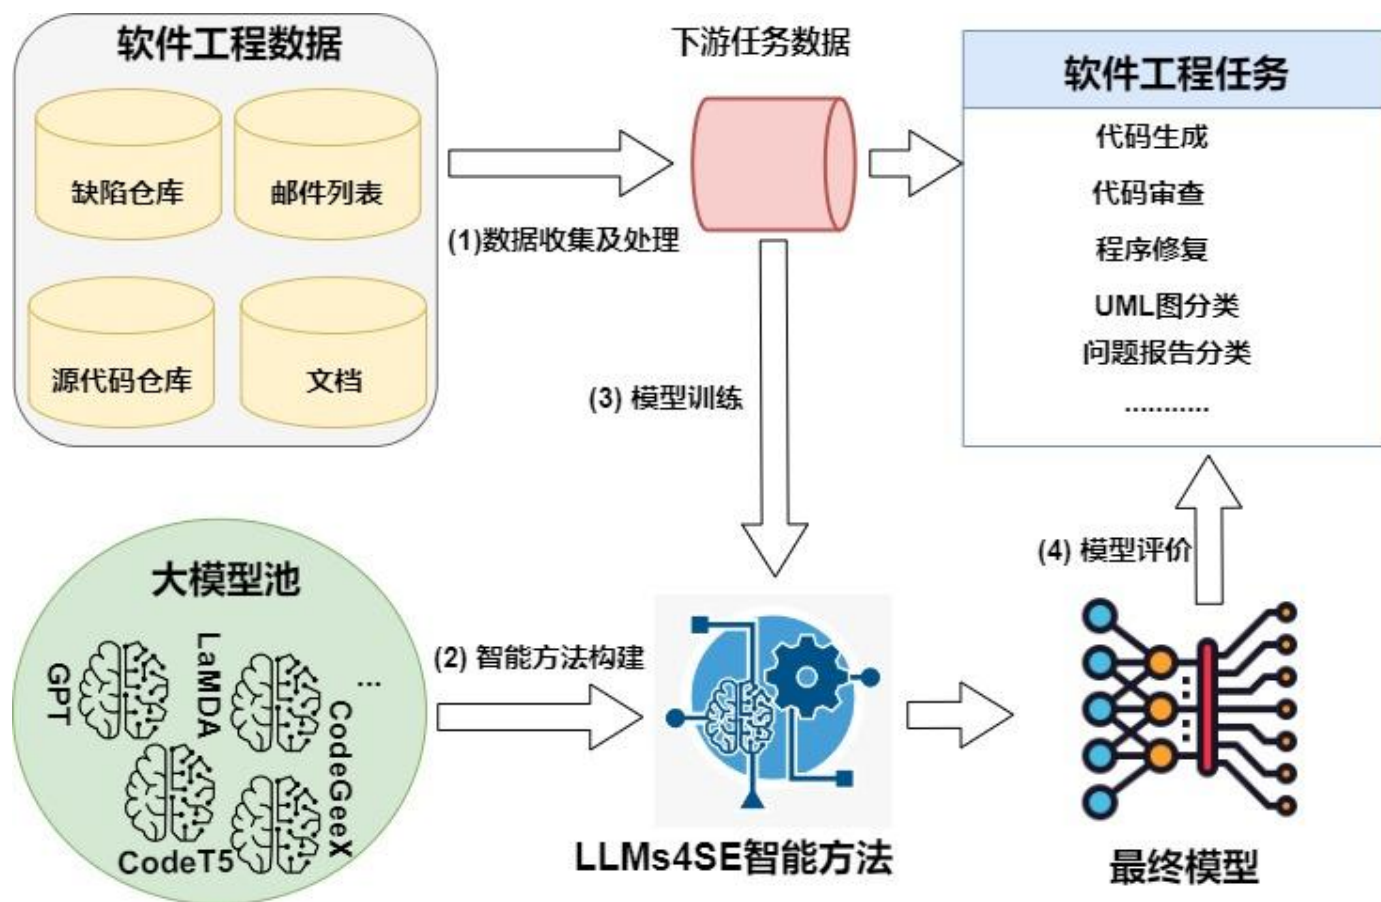 软件工程数据
缺陷仓库
邮件列表
源代码仓库
文档
(1)数据收集及处理
下游任务数据
软件工程任务
代码生成
代码审查
程序修复
UML图分类
问题报告分类
...........
(3) 模型训练
大模型池
GPT
LaMDA
...
CodeGeeX
CodeT5
(2) 智能方法构建
LLMs4SE智能方法
(4) 模型评价
最终模型